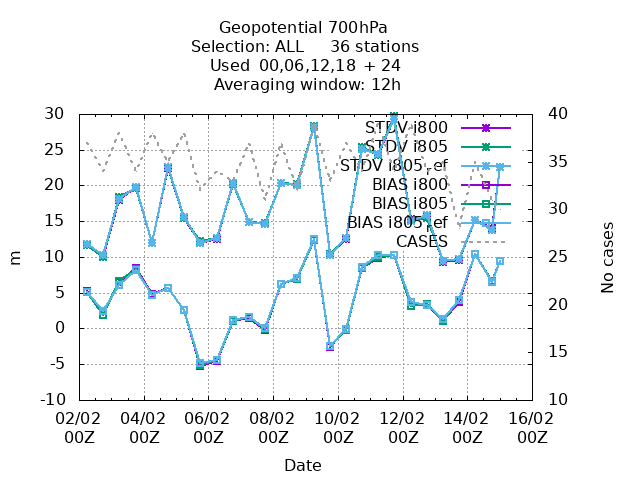 Geopotential 700hPa
Selection: ALL 36 stations
Used 00,06,12,18 + 24
Averaging window: 12h
30
25
20
15
10
5
0
-5
-10
m
40
35
30
25
20
15
10
No cases
STDV i800
STDV i805
STDV i805ref
BIAS i800
BIAS i805
BIAS i805ref
CASES
02/02 04/02 06/02 08/02 10/02 12/02 14/02 16/02
00Z 00Z 00Z 00Z 00Z 00Z 00Z 00Z
Date